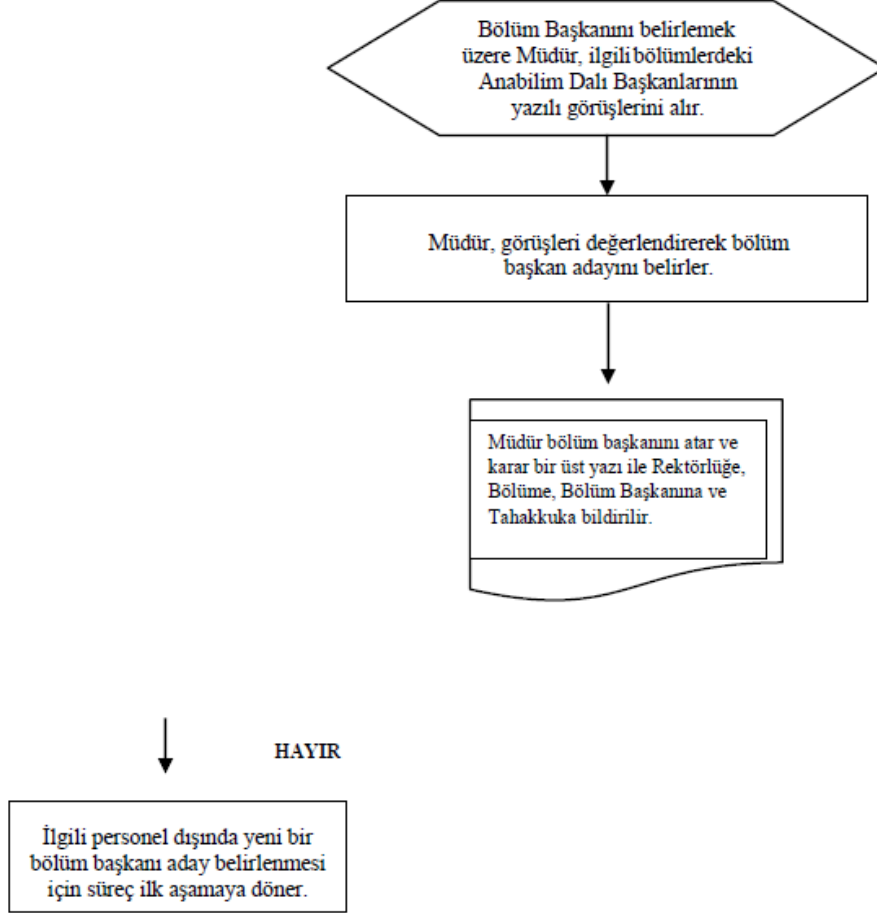 Bölüm Başkanını belirlemek
üzere Müdür, ilgili bölümlerdeki
Anabilim Dalı Başkanlarının
yazılı görüşlerini alır.
Müdür, görüşleri değerlendirerek bölüm
başkan adayını belirler.
Müdür bölüm başkanını atar ve
karar bir üst yazı ile Rektörlüğe,
Bölüme, Bölüm Başkanına ve
Tahakkuka bildirilir.
HAYIR
İlgili personel dışında yeni bir
bölüm başkanı aday belirlenmesi
için süreç ilk aşamaya döner.